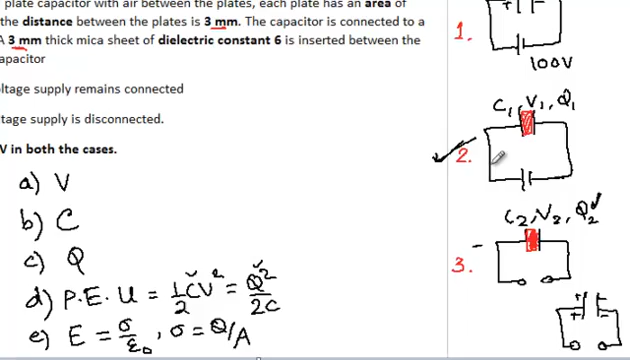 plate capacitor with air between the plates, each plate has an area of
the distance between the plates is 3 mm. The capacitor is connected to a
A 3 mm thick mica sheet of dielectric constant 6 is inserted between the
apacitor
oltage supply remains connected
tage supply is disconnected.
V in both the cases.
a) V
b) C
c) Q
d) P.E. U = 1/2 CV² = Q²/2C
e) E = σ/ε₀, σ = Q/A
1.
100V
C₁, V₁, Q₁
2.
C₂, V₂, Q₂
3.